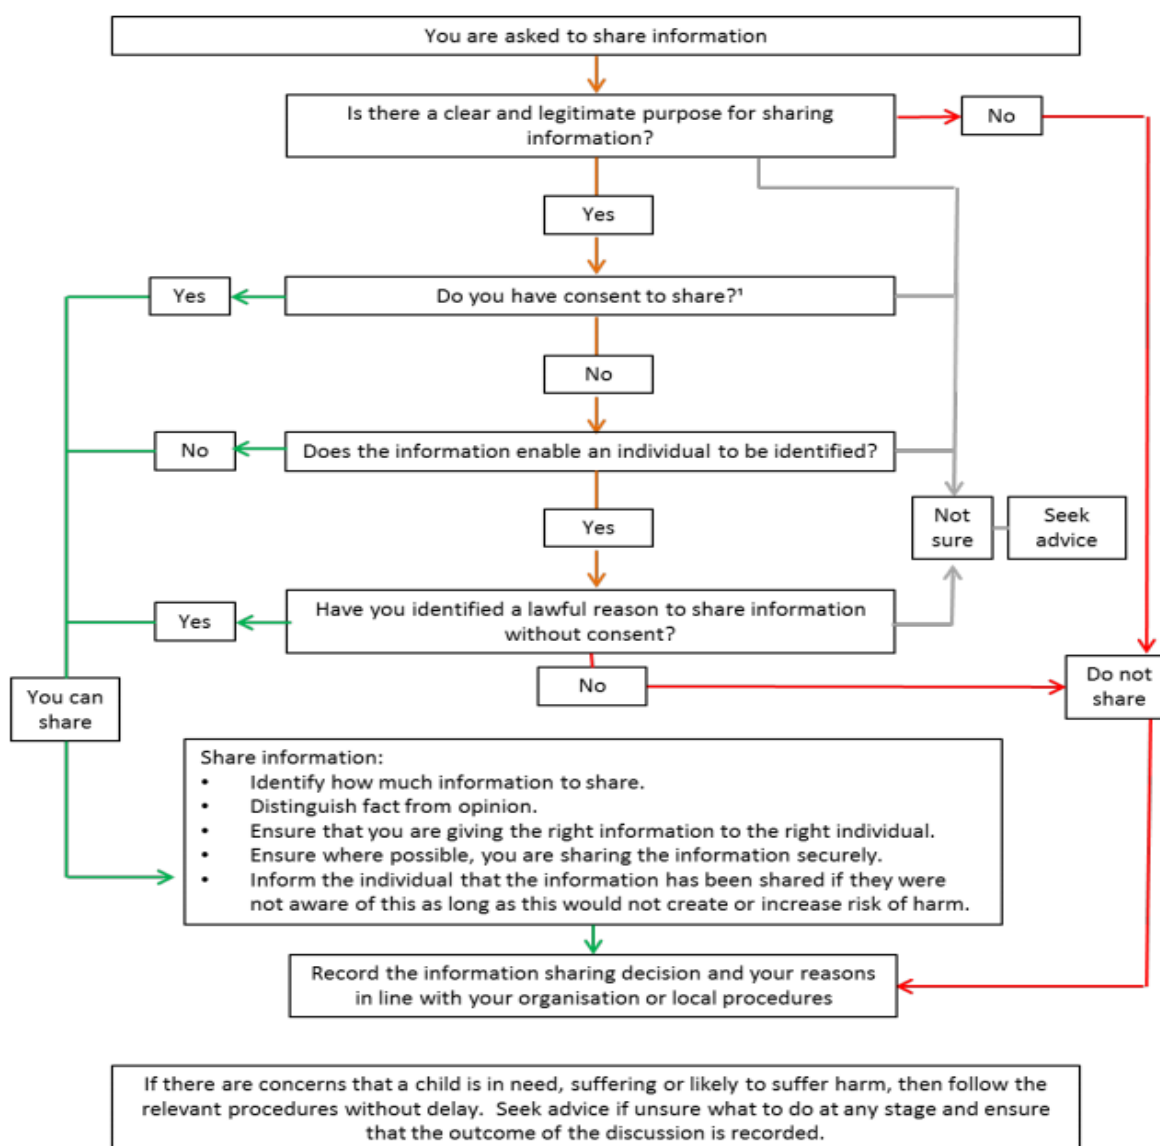 You are asked to share information
Is there a clear and legitimate purpose for sharing
information?
No
Yes
Yes
Do you have consent to share?¹
No
No
Does the information enable an individual to be identified?
Yes
Not
sure
Seek
advice
Yes
Have you identified a lawful reason to share information
without consent?
No
Do not
share
You can
share
Share information:
• Identify how much information to share.
• Distinguish fact from opinion.
• Ensure that you are giving the right information to the right individual.
• Ensure where possible, you are sharing the information securely.
• Inform the individual that the information has been shared if they were
not aware of this as long as this would not create or increase risk of harm.
Record the information sharing decision and your reasons
in line with your organisation or local procedures
If there are concerns that a child is in need, suffering or likely to suffer harm, then follow the
relevant procedures without delay. Seek advice if unsure what to do at any stage and ensure
that the outcome of the discussion is recorded.